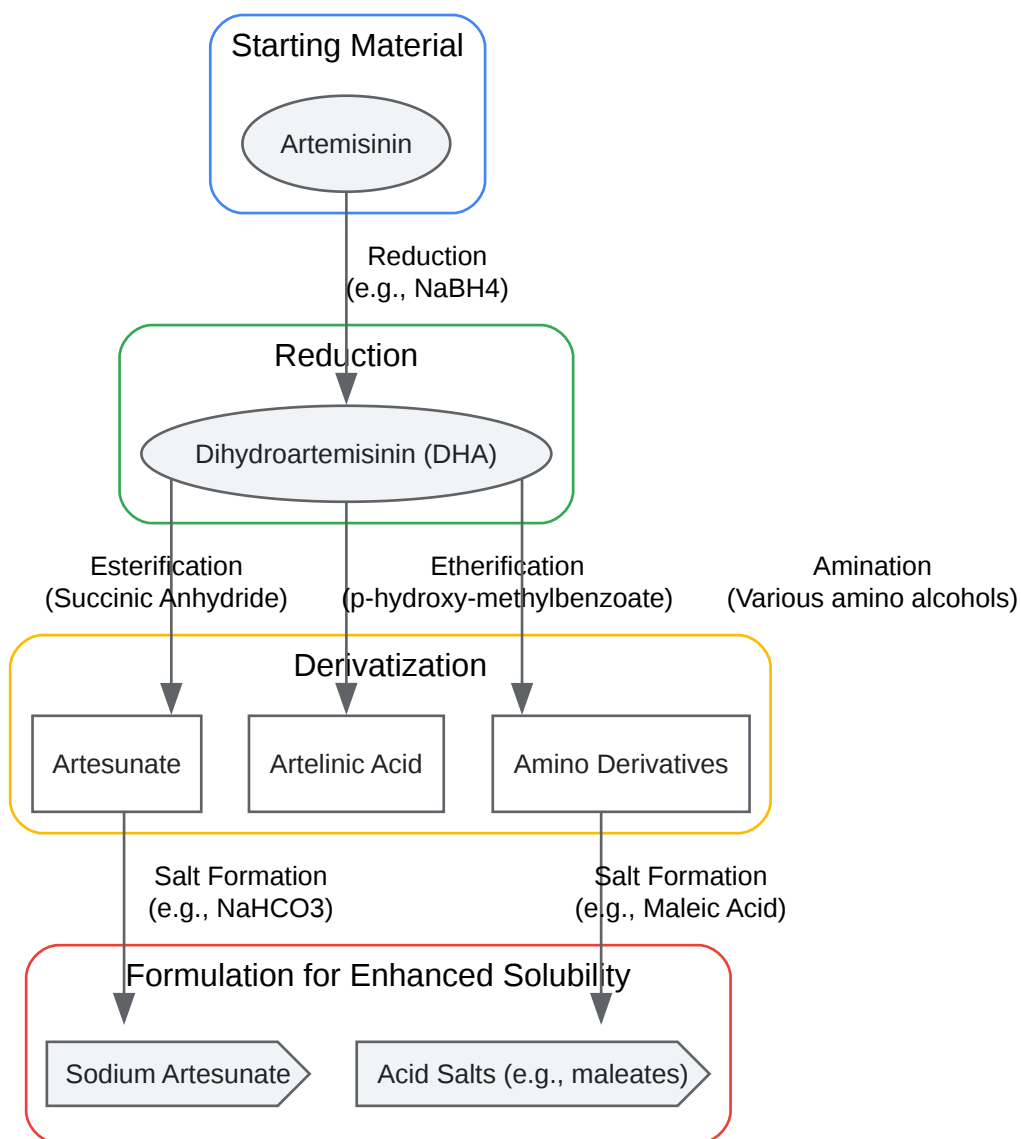 Starting Material
Artemisinin
Reduction
(e.g., NaBH4)
Reduction
Dihydroartemisinin (DHA)
Esterification
(Succinic Anhydride)
Etherification
(p-hydroxy-methylbenzoate)
Amination
(Various amino alcohols)
Derivatization
Artesunate
Artelinic Acid
Amino Derivatives
Salt Formation
(e.g., NaHCO3)
Salt Formation
(e.g., Maleic Acid)
Formulation for Enhanced Solubility
Sodium Artesunate
Acid Salts (e.g., maleates)